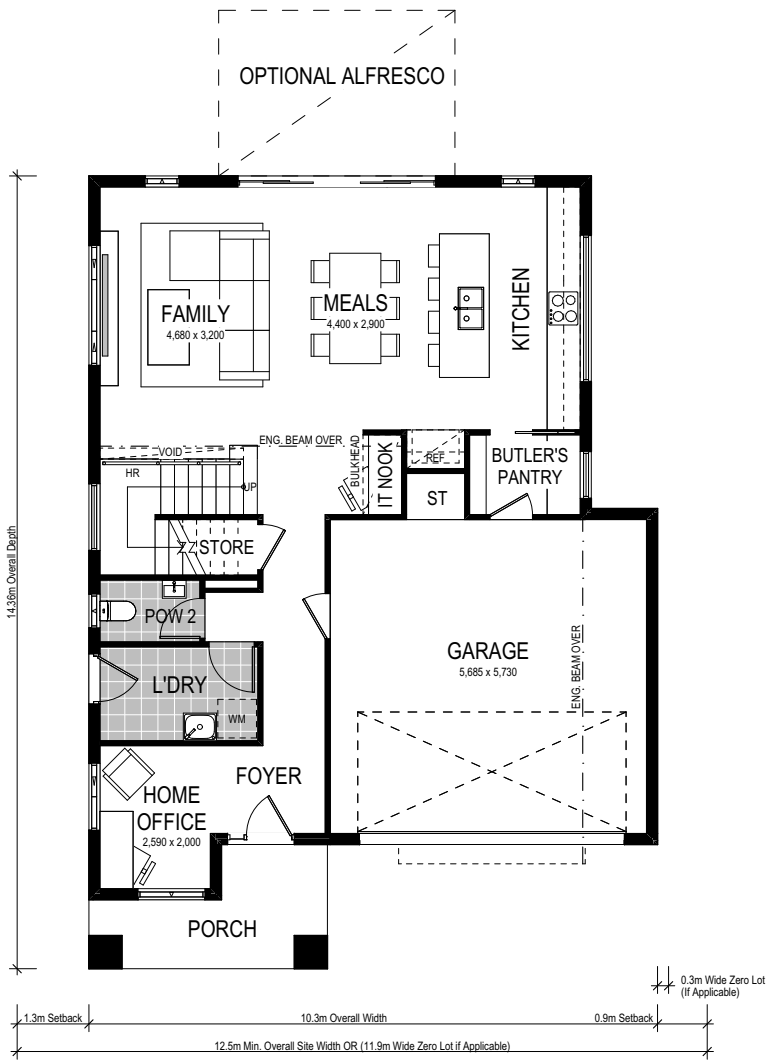 OPTIONAL ALFRESCO
FAMILY
4,680 x 3,200
MEALS
4,400 x 2,900
KITCHEN
VOID
ENG. BEAM OVER
BULKHEAD
IT NOOK
REF
BUTLER'S
PANTRY
HR
UP
ST
STORE
14.36m Overall Depth
POW 2
GARAGE
5,685 x 5,730
ENG. BEAM OVER
L'DRY
WM
FOYER
HOME
OFFICE
2,590 x 2,000
PORCH
0.3m Wide Zero Lot
(If Applicable)
1.3m Setback
10.3m Overall Width
0.9m Setback
12.5m Min. Overall Site Width OR (11.9m Wide Zero Lot if Applicable)